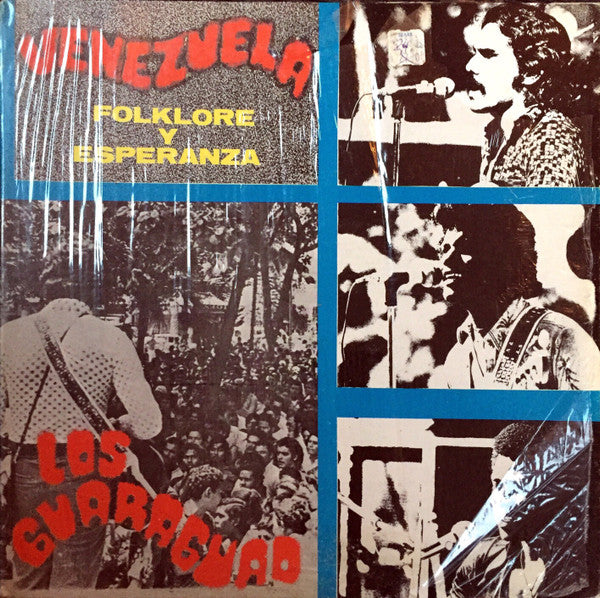 VENEZUELA
FOLKLORE
Y
ESPERANZA
LOS
GUARAGUAO